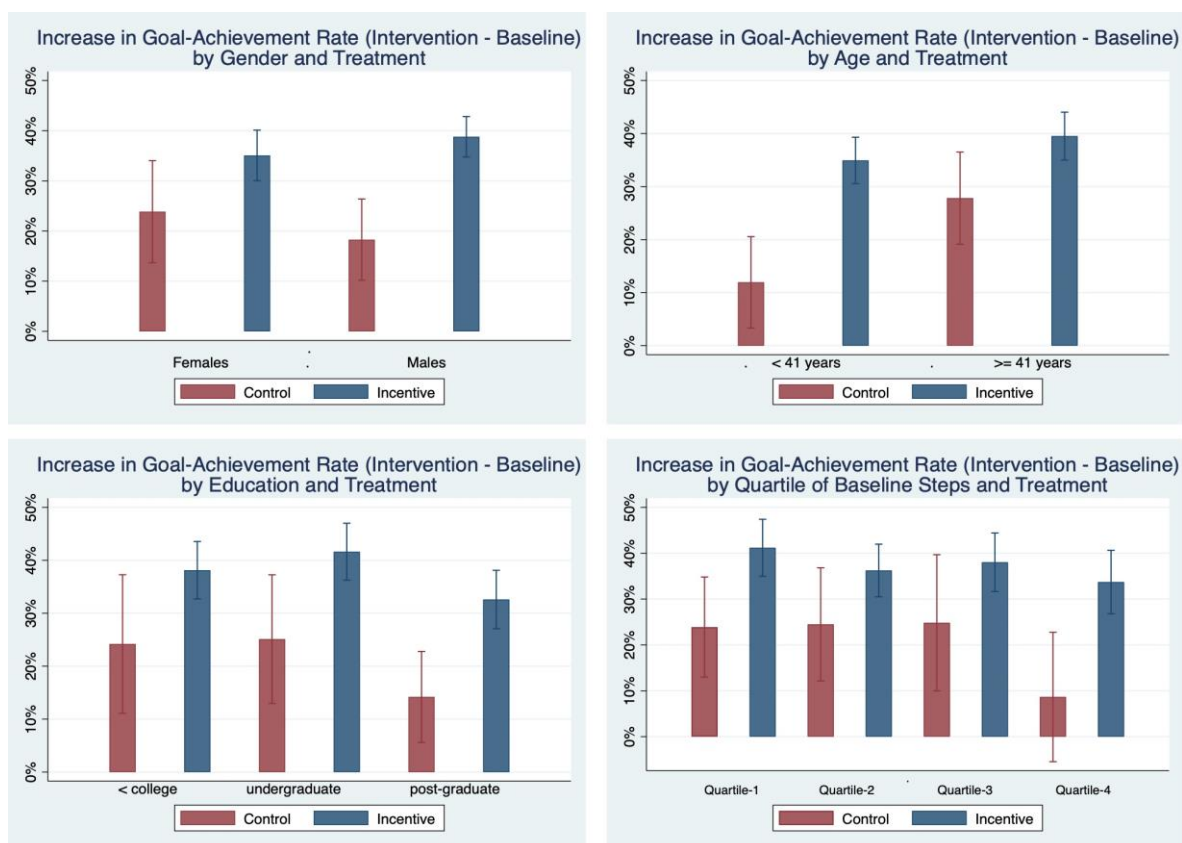 Increase in Goal-Achievement Rate (Intervention - Baseline)
by Gender and Treatment
50%
40%
30%
20%
10%
0%
Females
Males
Control
Incentive
Increase in Goal-Achievement Rate (Intervention - Baseline)
by Age and Treatment
50%
40%
30%
20%
10%
0%
< 41 years
>= 41 years
Control
Incentive
Increase in Goal-Achievement Rate (Intervention - Baseline)
by Education and Treatment
50%
40%
30%
20%
10%
0%
< college
undergraduate
post-graduate
Control
Incentive
Increase in Goal-Achievement Rate (Intervention - Baseline)
by Quartile of Baseline Steps and Treatment
50%
40%
30%
20%
10%
0%
Quartile-1
Quartile-2
Quartile-3
Quartile-4
Control
Incentive